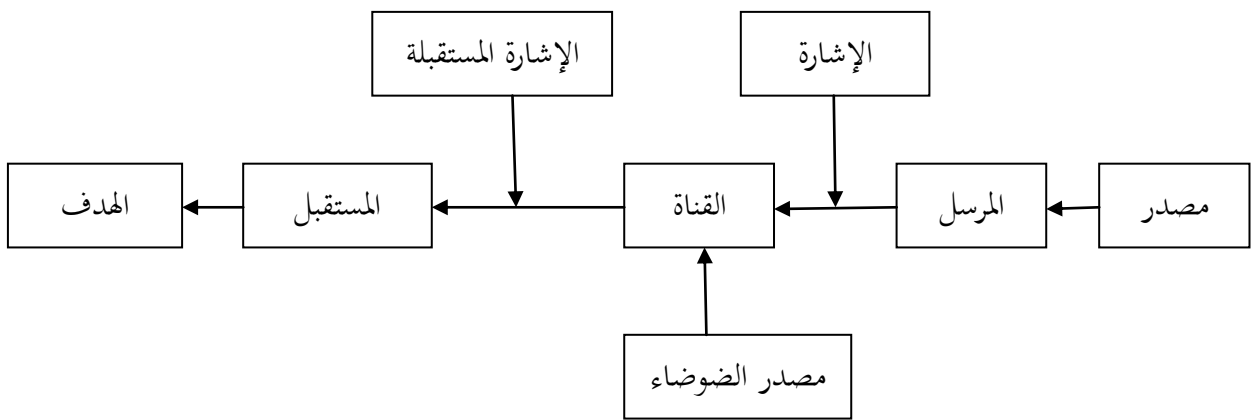 الإشارة
الإشارة المستقبلة
مصدر
المرسل
القناة
المستقبل
الهدف
مصدر الضوضاء